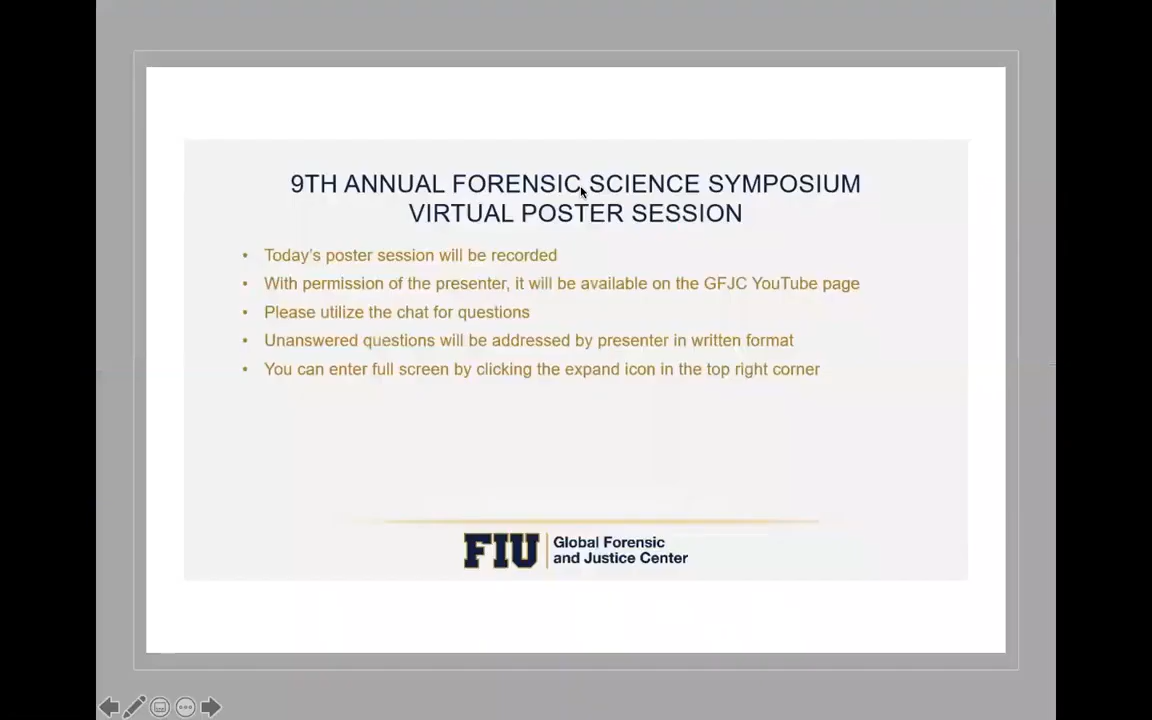 9TH ANNUAL FORENSIC SCIENCE SYMPOSIUM
VIRTUAL POSTER SESSION
• Today's poster session will be recorded
• With permission of the presenter, it will be available on the GFJC YouTube page
• Please utilize the chat for questions
• Unanswered questions will be addressed by presenter in written format
• You can enter full screen by clicking the expand icon in the top right corner
FIU
Global Forensic
and Justice Center